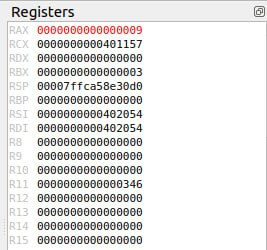 Registers
RAX 0000000000000009
RCX 0000000000401157
RDX 0000000000000000
RBX 0000000000000003
RSP 00007ffca58e30d0
RBP 0000000000000000
RSI 0000000000402054
RDI 0000000000402054
R8 0000000000000000
R9 0000000000000000
R10 0000000000000000
R11 0000000000000346
R12 0000000000000000
R13 0000000000000000
R14 0000000000000000
R15 0000000000000000